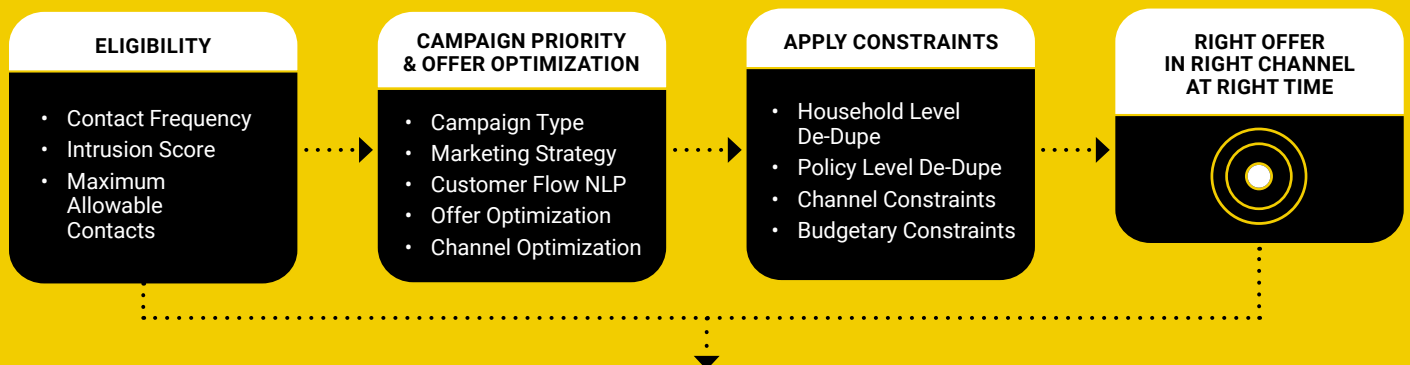 ELIGIBILITY
• Contact Frequency
• Intrusion Score
• Maximum
Allowable
Contacts
CAMPAIGN PRIORITY
& OFFER OPTIMIZATION
• Campaign Type
• Marketing Strategy
• Customer Flow NLP
• Offer Optimization
• Channel Optimization
APPLY CONSTRAINTS
• Household Level
De-Dupe
• Policy Level De-Dupe
• Channel Constraints
• Budgetary Constraints
RIGHT OFFER
IN RIGHT CHANNEL
AT RIGHT TIME